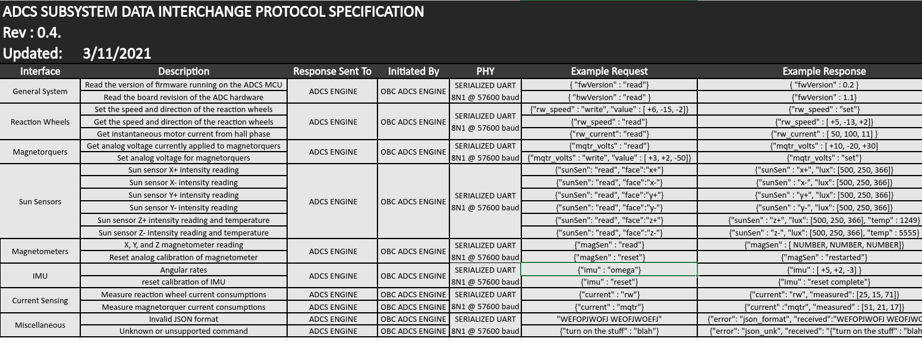 ADCS SUBSYSTEM DATA INTERCHANGE PROTOCOL SPECIFICATION
Rev : 0.4.
Updated: 3/11/2021
Interface Description Response Sent To Initiated By PHY Example Request Example Response
General System
Read the version of firmware running on the ADCS MCU
Read the board revision of the ADC hardware
ADCS ENGINE
OBC ADCS ENGINE
SERIALIZED UART
8N1 @ 57600 baud
{ "fwVersion" : "read"}
{ "hwVersion" : "read" }
{ "fwVersion" : 0.2 }
{ "hwVersion" : 1.1}
Reaction Wheels
Set the speed and direction of the reaction wheels
Get the speed and direction of the reaction wheels
Get instantaneous motor current from hall phase
ADCS ENGINE
OBC ADCS ENGINE
SERIALIZED UART
8N1 @ 57600 baud
{"rw_speed" : "write", "value" : [ +6, -15, -2]}
{"rw_speed" : "read"}
{"rw_current": "read"}
{"rw_speed" : "set"}
{"rw_speed" : [ +5, -13, +2]}
{"rw_current" : [ 50, 100, 11] }
Magnetorquers
Get analog voltage currently applied to magnetorquers
Set analog voltage for magnetorquers
ADCS ENGINE
OBC ADCS ENGINE
SERIALIZED UART
8N1 @ 57600 baud
{"mqtr_volts" : "read"}
{"mqtr_volts" : "write", "value" : [ +3, +2, -50]}
{"mqtr_volts" : [ +10, -20, +30]
{"mqtr_volts" : "set"}
Sun Sensors
Sun sensor X+ intensity reading
Sun sensor X- intensity reading
Sun sensor Y+ intensity reading
Sun sensor Y- intensity reading
Sun sensor Z+ intensity reading and temperature
Sun sensor Z- intensity reading and temperature
ADCS ENGINE
OBC ADCS ENGINE
SERIALIZED UART
8N1 @ 57600 baud
{"sunSen": "read", "face":"x+"}
{"sunSen": "read", "face":"x-"}
{"sunSen": "read", "face":"y+"}
{"sunSen": "read", "face":"y-"}
{"sunSen": "read", "face":"z+"}
{"sunSen": "read", "face":"z-"}
{"sunSen" : "x+", "lux": [500, 250, 366]}
{"sunSen" : "x-", "lux": [500, 250, 366]}
{"sunSen" : "y+", "lux": [500, 250, 366]}
{"sunSen" : "y-", "lux": [500, 250, 366]}
{"sunSen" : "z+", "lux": [500, 250, 366], "temp" : 1249}
{"sunSen" : "z-", "lux": [500, 250, 366], "temp" : 5555}
Magnetometers
X, Y, and Z magnetometer reading
Reset analog calibration of magnetometer
ADCS ENGINE
OBC ADCS ENGINE
SERIALIZED UART
8N1 @ 57600 baud
{"magSen" : "read"}
{"magSen" : "reset"}
{"magSen" : [ NUMBER, NUMBER, NUMBER]}
{"magSen" : "restarted"}
IMU
Angular rates
reset calibration of IMU
ADCS ENGINE
OBC ADCS ENGINE
SERIALIZED UART
8N1 @ 57600 baud
{"imu" : "omega"}
{"imu" : "reset"}
{"imu" : [ +5, +2, -3] }
{"imu" : "reset complete"}
Current Sensing
Measure reaction wheel current consumptions
Measure magnetorquer current consumptions
ADCS ENGINE
ADCS ENGINE
OBC ADCS ENGINE
OBC ADCS ENGINE
SERIALIZED UART
8N1 @ 57600 baud
{"current" : "rw"}
{"current" : "mqtr"}
{"current": "rw", "measured": [25, 15, 71]}
{"current":"mqtr", "measured" : [51, 21, 17]}
Miscellaneous
Invalid JSON format
Unknown or unsupported command
ADCS ENGINE
ADCS ENGINE
OBC ADCS ENGINE
OBC ADCS ENGINE
SERIALIZED UART
8N1 @ 57600 baud
"WEFOPJWOFJ WEOFJWOEFJ"
{"turn on the stuff" : "blah"}
{"error": "json_format", "received":"WEFOPJWOFJ WEOFJWO
{"error": "json_unk", "received": "{"turn on the stuff" : "blah